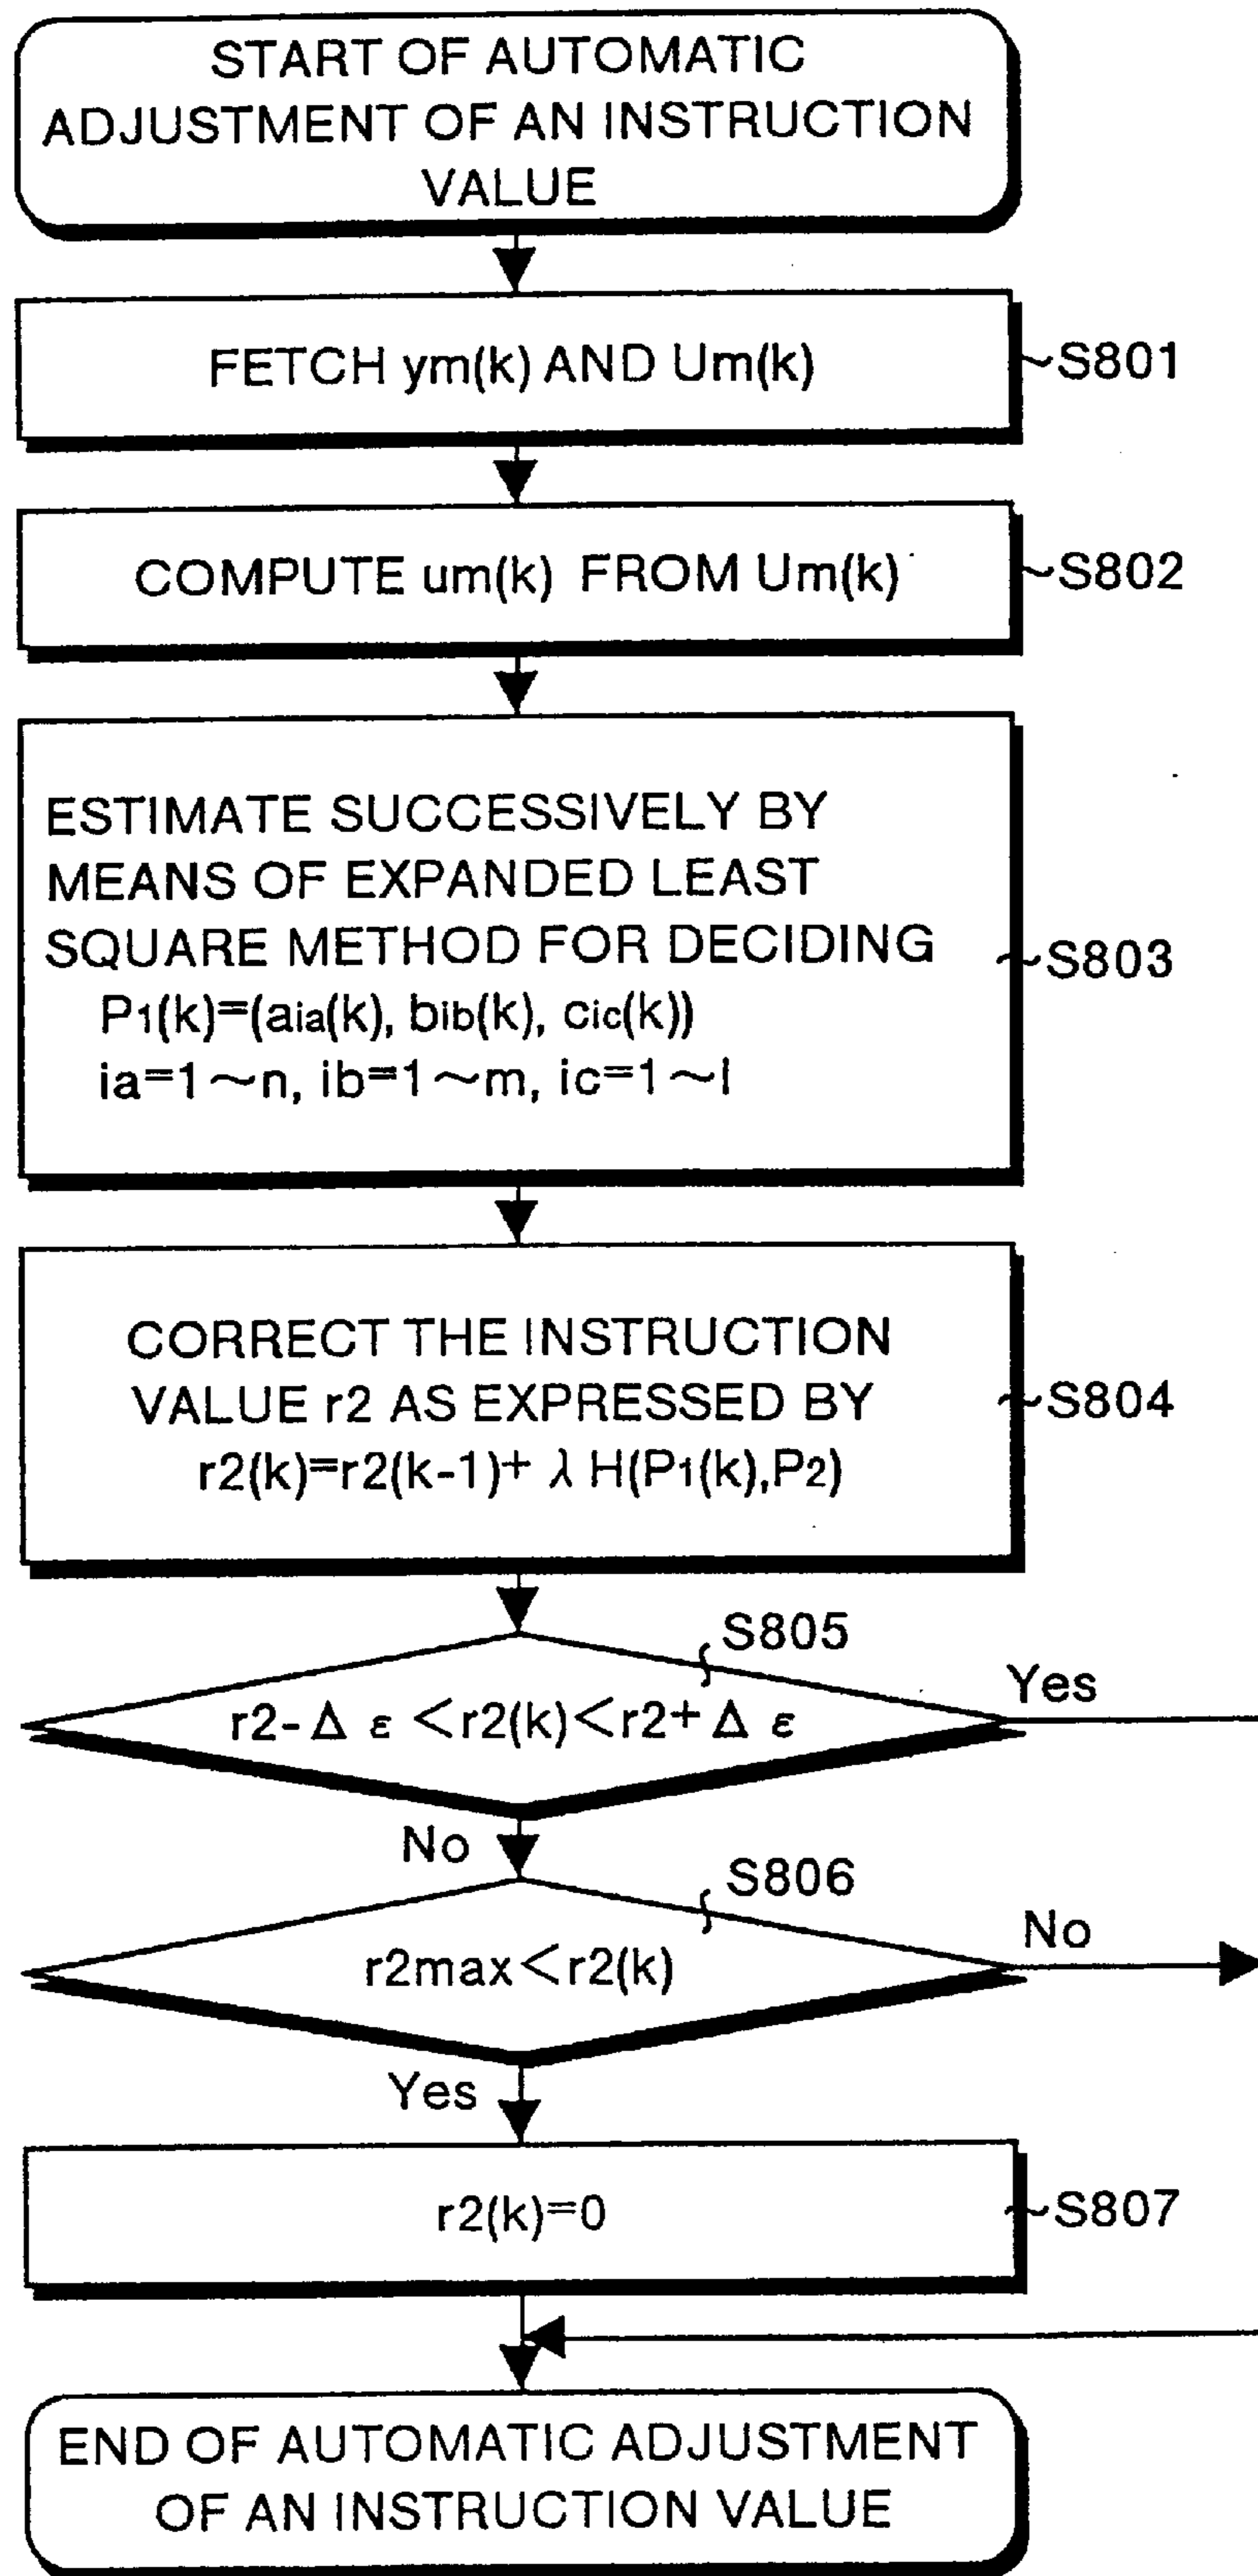 START OF AUTOMATIC
ADJUSTMENT OF AN INSTRUCTION
VALUE
FETCH ym(k) AND Um(k)
S801
COMPUTE um(k) FROM Um(k)
S802
ESTIMATE SUCCESSIVELY BY
MEANS OF EXPANDED LEAST
SQUARE METHOD FOR DECIDING
P1(k)=(aia(k), bib(k), cic(k))
ia=1～n, ib=1～m, ic=1～l
S803
CORRECT THE INSTRUCTION
VALUE r2 AS EXPRESSED BY
r2(k)=r2(k-1)+ λ H(P1(k),P2)
S804
S805
r2-Δ ε <r2(k)<r2+Δ ε
Yes
No
S806
r2max<r2(k)
No
Yes
r2(k)=0
S807
END OF AUTOMATIC ADJUSTMENT
OF AN INSTRUCTION VALUE